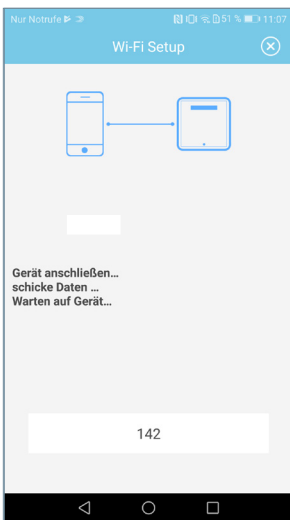 Nur Notrufe 51 % 11:07
Wi-Fi Setup
Gerät anschließen...
schicke Daten ...
Warten auf Gerät...
142